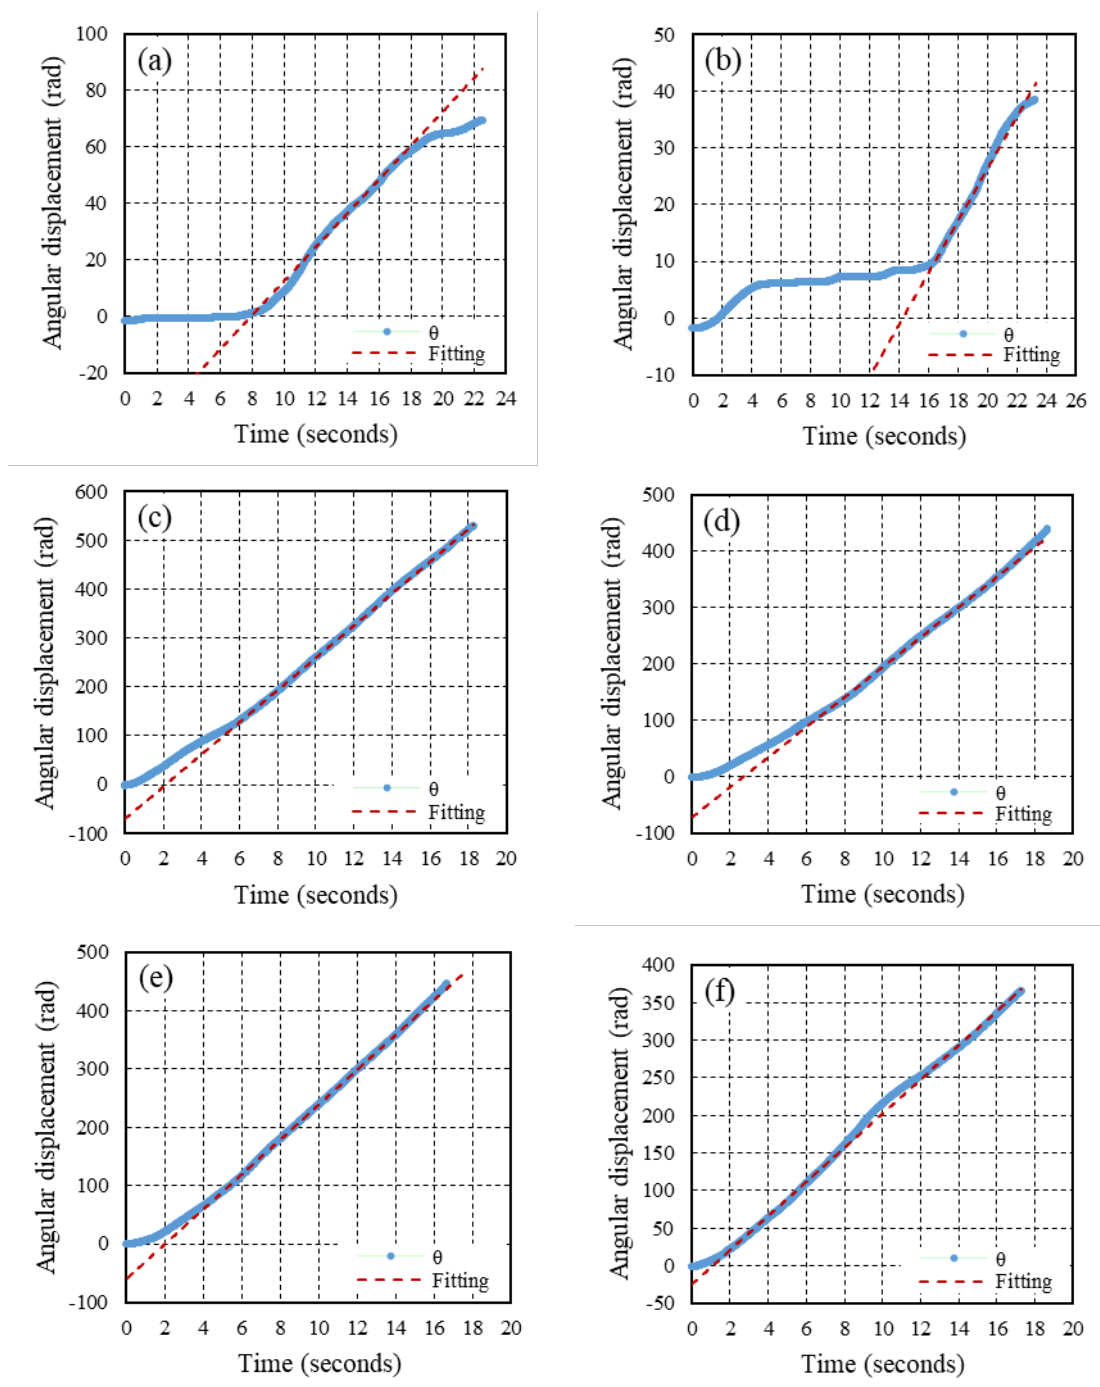 (a)
Angular displacement (rad)
100
80
60
40
20
0
-20
θ
Fitting
0 2 4 6 8 10 12 14 16 18 20 22 24
Time (seconds)
(b)
Angular displacement (rad)
50
40
30
20
10
0
-10
θ
Fitting
0 2 4 6 8 10 12 14 16 18 20 22 24 26
Time (seconds)
(c)
Angular displacement (rad)
600
500
400
300
200
100
0
-100
θ
Fitting
0 2 4 6 8 10 12 14 16 18 20
Time (seconds)
(d)
Angular displacement (rad)
500
400
300
200
100
0
-100
θ
Fitting
0 2 4 6 8 10 12 14 16 18 20
Time (seconds)
(e)
Angular displacement (rad)
500
400
300
200
100
0
-100
θ
Fitting
0 2 4 6 8 10 12 14 16 18 20
Time (seconds)
(f)
Angular displacement (rad)
400
350
300
250
200
150
100
50
0
-50
θ
Fitting
0 2 4 6 8 10 12 14 16 18 20
Time (seconds)